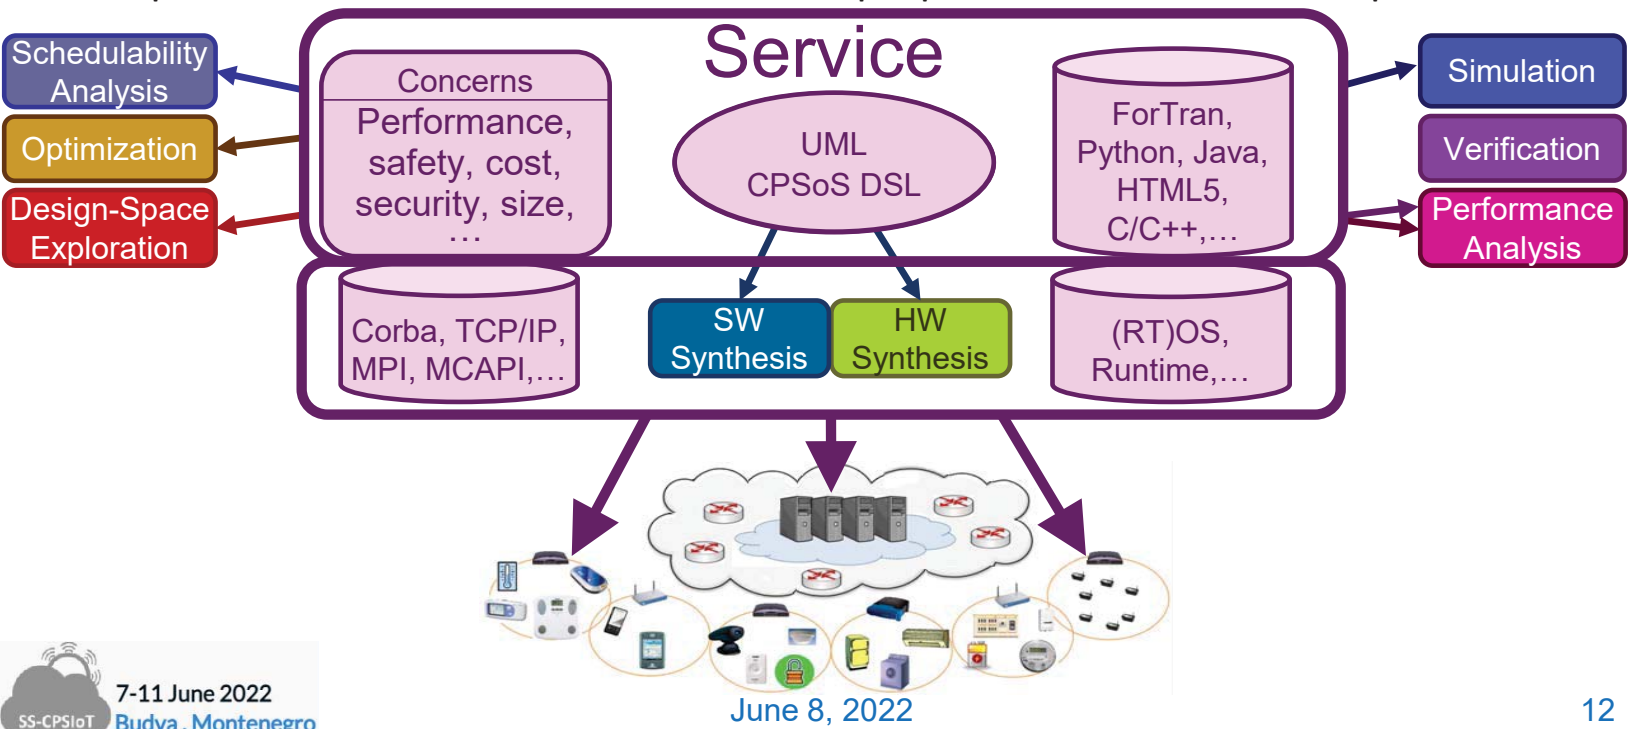 Service
Schedulability
Analysis
Optimization
Design-Space
Exploration
Concerns
Performance,
safety, cost,
security, size,
…
UML
CPSoS DSL
ForTran,
Python, Java,
HTML5,
C/C++,…
Simulation
Verification
Performance
Analysis
Corba, TCP/IP,
MPI, MCAPI,…
SW
Synthesis
HW
Synthesis
(RT)OS,
Runtime,…
SS-CPSIoT
7-11 June 2022
Budva , Montenegro
June 8, 2022
12